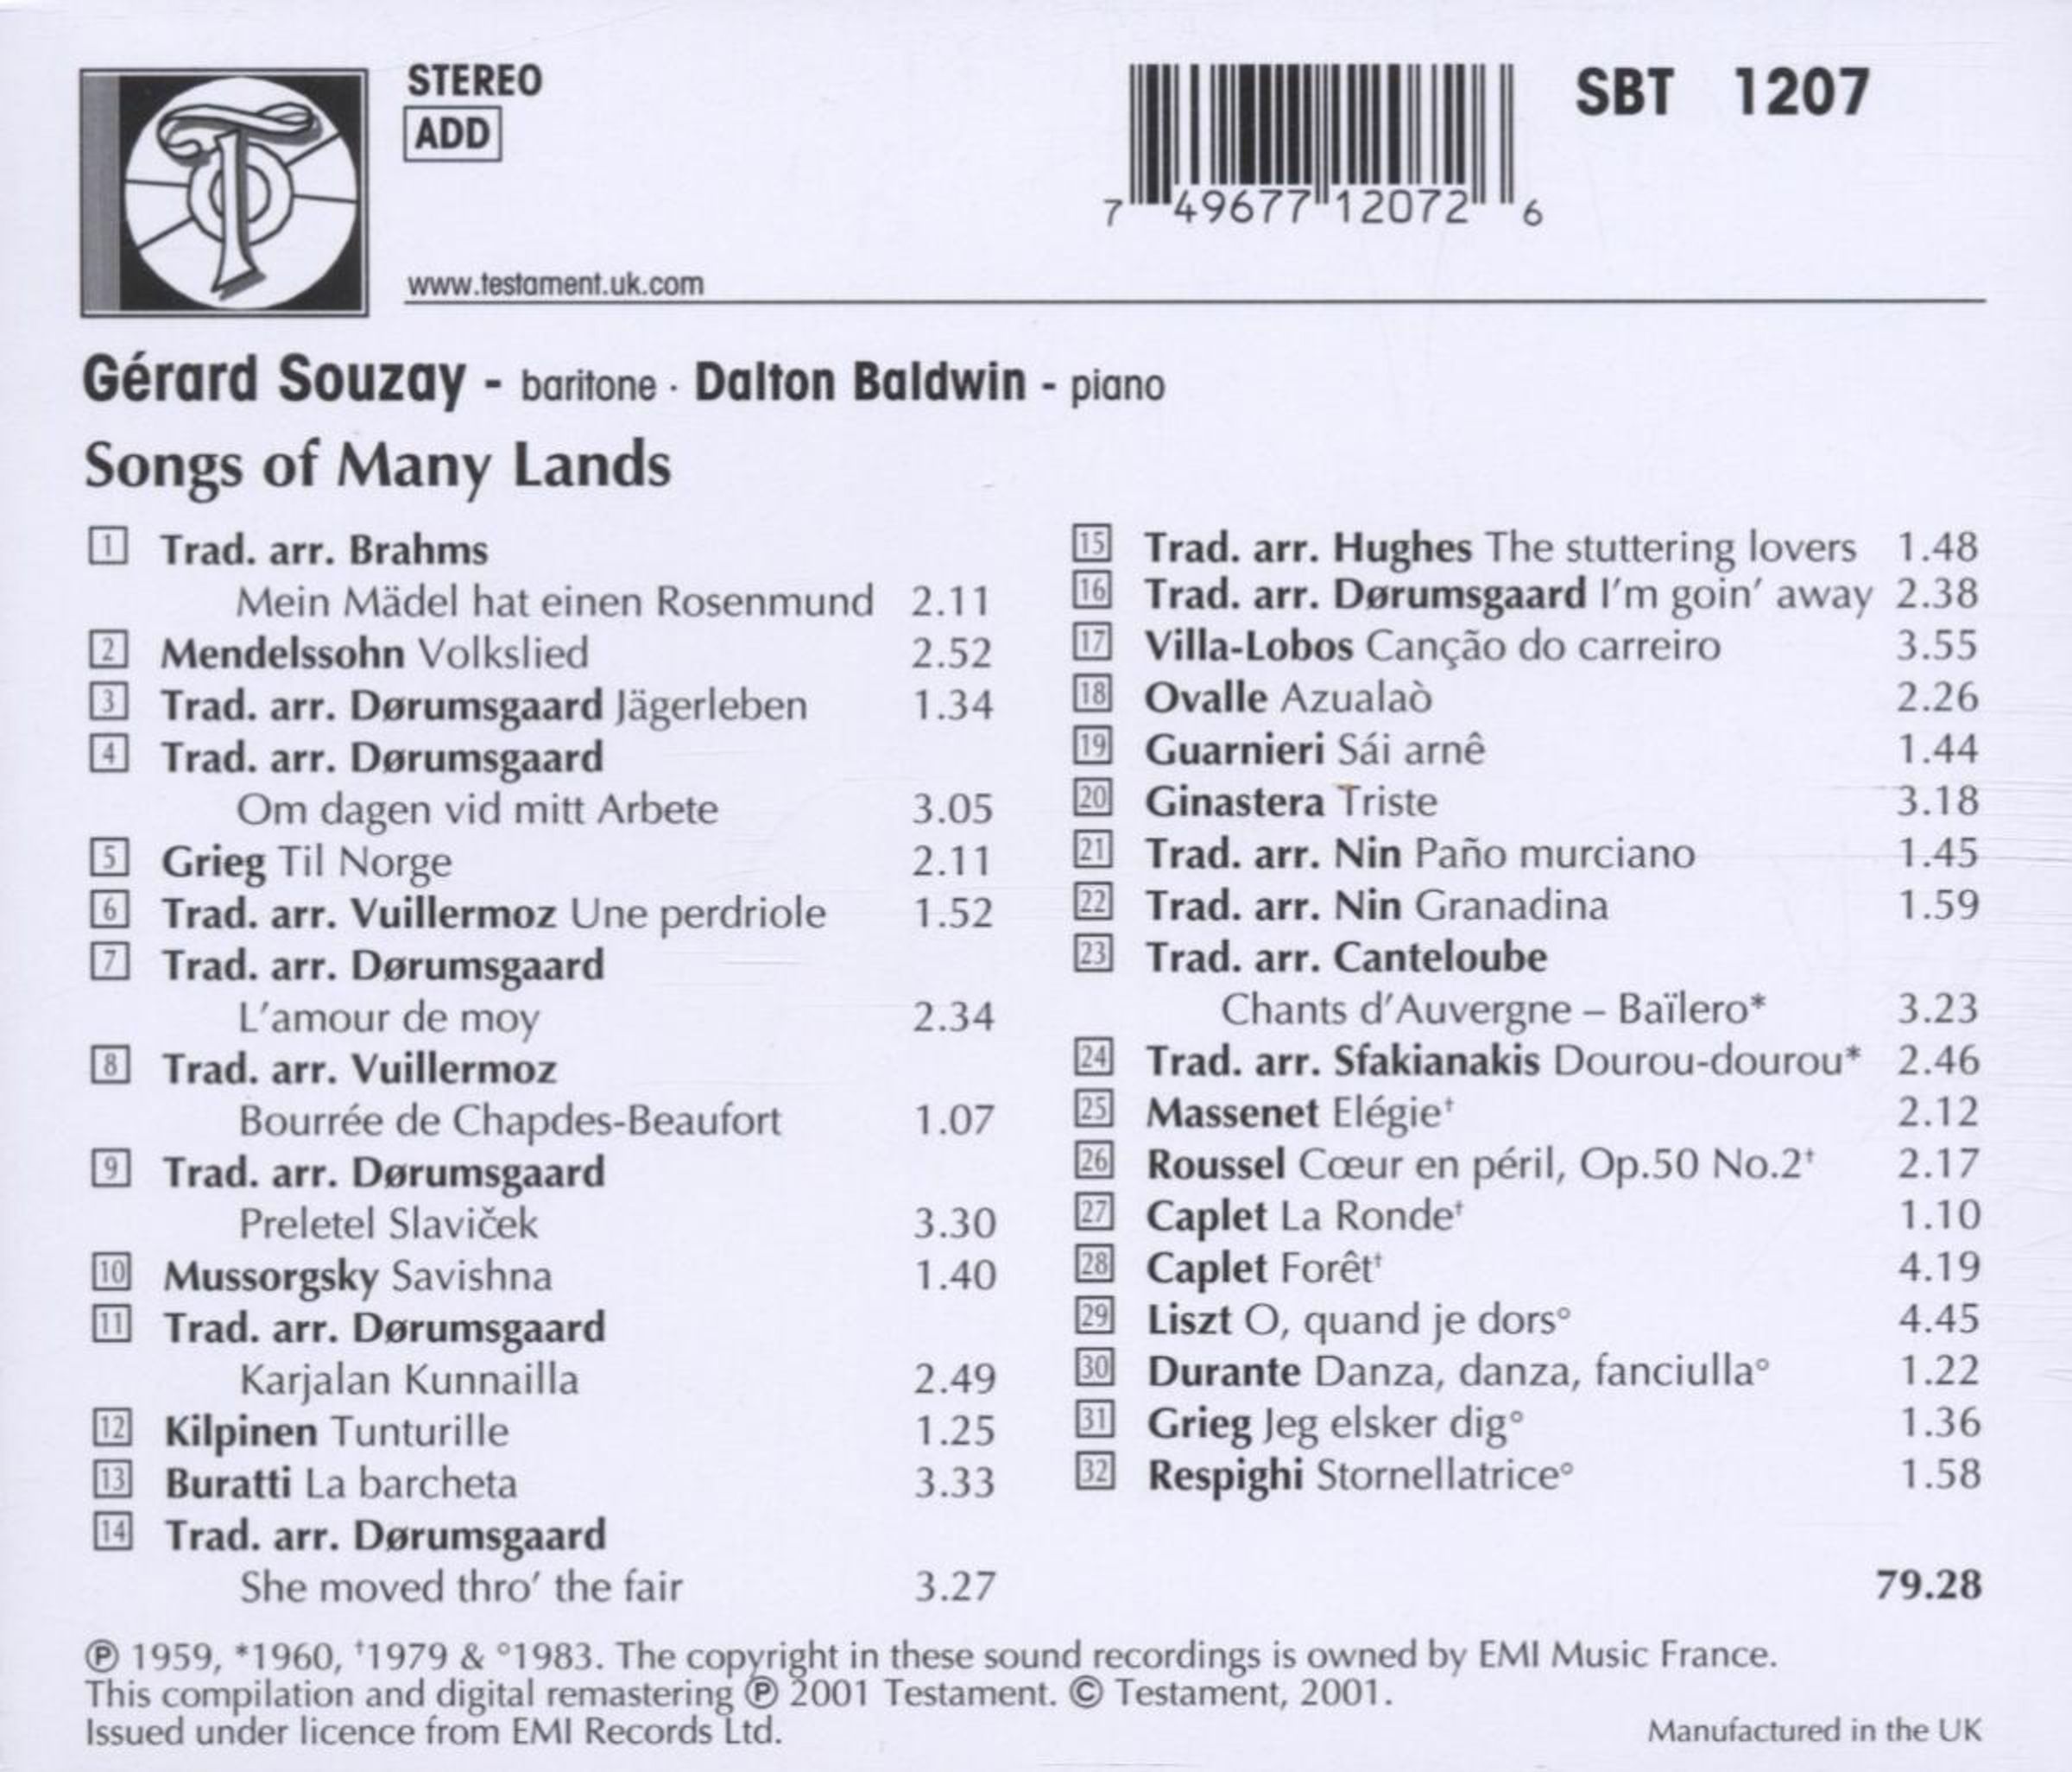 STEREO
ADD
www.testament.uk.com
7 49677 12072 6
SBT 1207
Gérard Souzay - baritone · Dalton Baldwin - piano
Songs of Many Lands
1 Trad. arr. Brahms
Mein Mädel hat einen Rosenmund 2.11
2 Mendelssohn Volkslied 2.52
3 Trad. arr. Dørumsgaard Jägerleben 1.34
4 Trad. arr. Dørumsgaard
Om dagen vid mitt Arbete 3.05
5 Grieg Til Norge 2.11
6 Trad. arr. Vuillermoz Une perdriole 1.52
7 Trad. arr. Dørumsgaard
L'amour de moy 2.34
8 Trad. arr. Vuillermoz
Bourrée de Chapdes-Beaufort 1.07
9 Trad. arr. Dørumsgaard
Preletel Slaviček 3.30
10 Mussorgsky Savishna 1.40
11 Trad. arr. Dørumsgaard
Karjalan Kunnailla 2.49
12 Kilpinen Tunturille 1.25
13 Buratti La barcheta 3.33
14 Trad. arr. Dørumsgaard
She moved thro' the fair 3.27
15 Trad. arr. Hughes The stuttering lovers 1.48
16 Trad. arr. Dørumsgaard I'm goin' away 2.38
17 Villa-Lobos Canção do carreiro 3.55
18 Ovalle Azualaò 2.26
19 Guarnieri Sái arnê 1.44
20 Ginastera Triste 3.18
21 Trad. arr. Nin Paño murciano 1.45
22 Trad. arr. Nin Granadina 1.59
23 Trad. arr. Canteloube
Chants d'Auvergne – Baïlero* 3.23
24 Trad. arr. Sfakianakis Dourou-dourou* 2.46
25 Massenet Elégie† 2.12
26 Roussel Cœur en péril, Op.50 No.2† 2.17
27 Caplet La Ronde† 1.10
28 Caplet Forêt† 4.19
29 Liszt O, quand je dors° 4.45
30 Durante Danza, danza, fanciulla° 1.22
31 Grieg Jeg elsker dig° 1.36
32 Respighi Stornellatrice° 1.58
79.28
℗ 1959, *1960, †1979 & °1983. The copyright in these sound recordings is owned by EMI Music France.
This compilation and digital remastering ℗ 2001 Testament. © Testament, 2001.
Issued under licence from EMI Records Ltd.
Manufactured in the UK